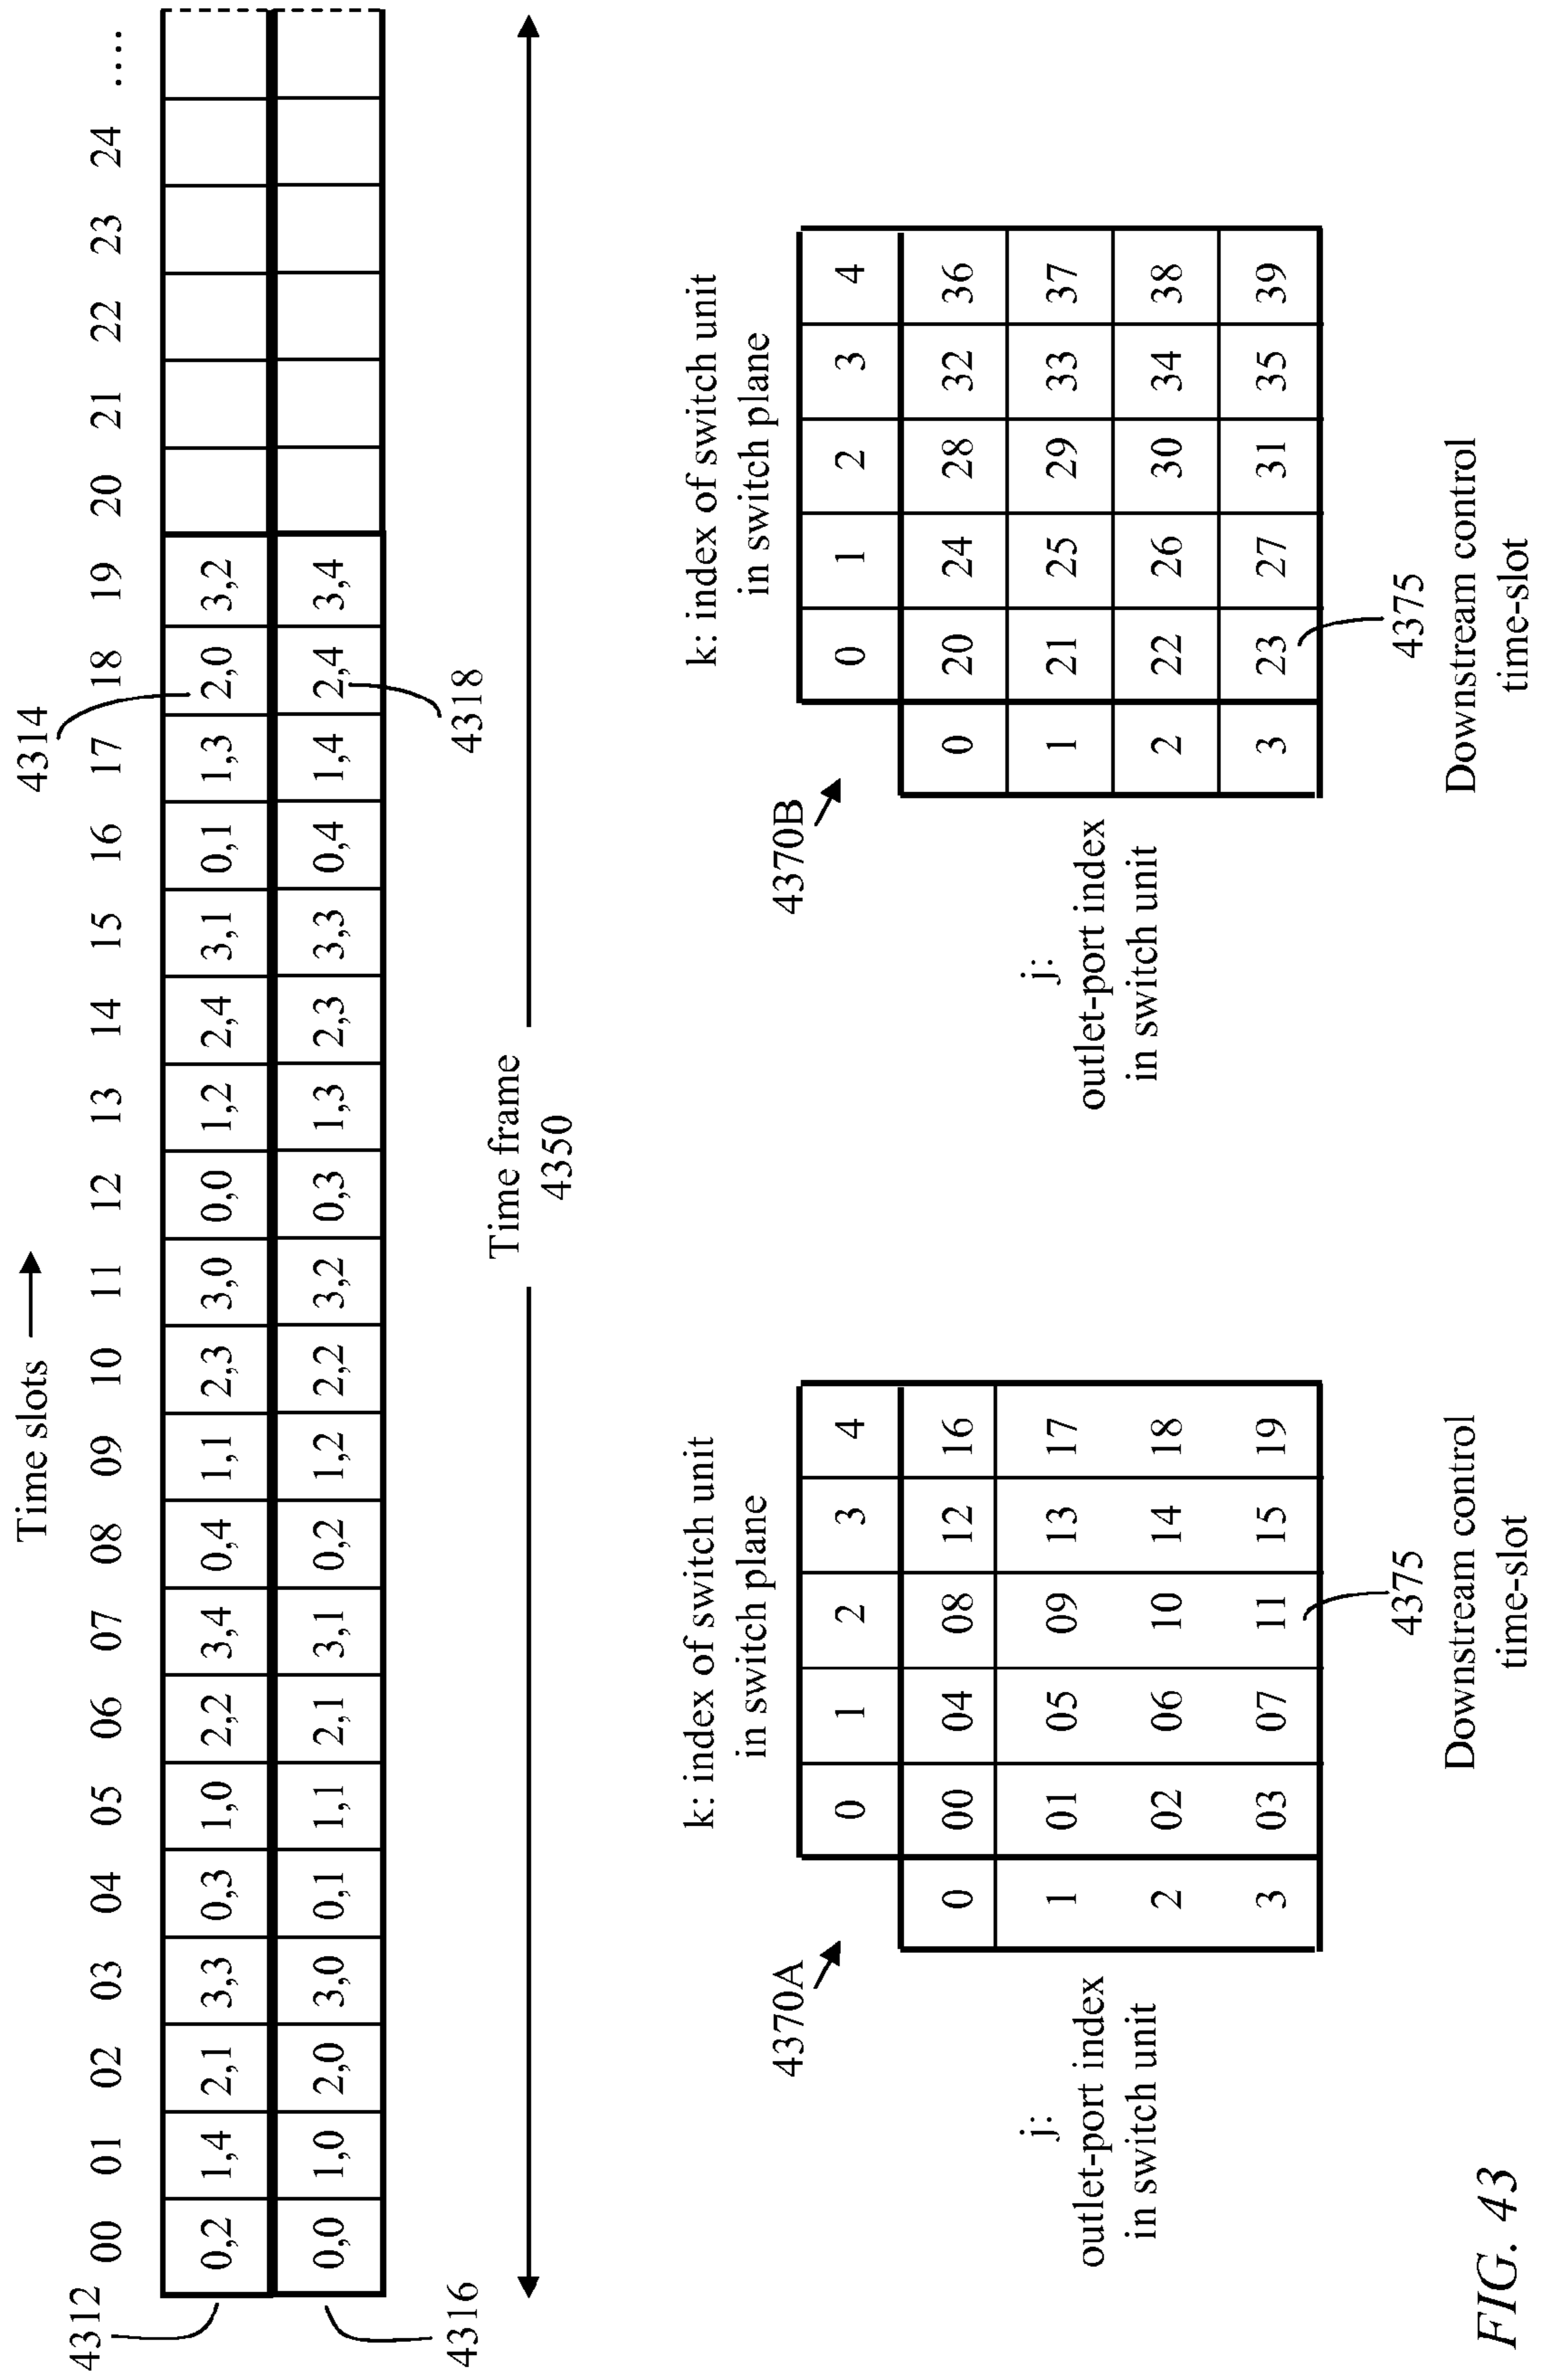 Time slots
00 01 02 03 04 05 06 07 08 09 10 11 12 13 14 15 16 17 18 19 20 21 22 23 24 ....
4314
4312
0,2 1,4 2,1 3,3 0,3 1,0 2,2 3,4 0,4 1,1 2,3 3,0 0,0 1,2 2,4 3,1 0,1 1,3 2,0 3,2
0,0 1,0 2,0 3,0 0,1 1,1 2,1 3,1 0,2 1,2 2,2 3,2 0,3 1,3 2,3 3,3 0,4 1,4 2,4 3,4
4316
4318
Time frame
4350
k: index of switch unit
in switch plane
4370A
0 1 2 3 4
0 00 04 08 12 16
1 01 05 09 13 17
2 02 06 10 14 18
3 03 07 11 15 19
j:
outlet-port index
in switch unit
4375
Downstream control
time-slot
k: index of switch unit
in switch plane
4370B
0 1 2 3 4
0 20 24 28 32 36
1 21 25 29 33 37
2 22 26 30 34 38
3 23 27 31 35 39
j:
outlet-port index
in switch unit
4375
Downstream control
time-slot
FIG. 43